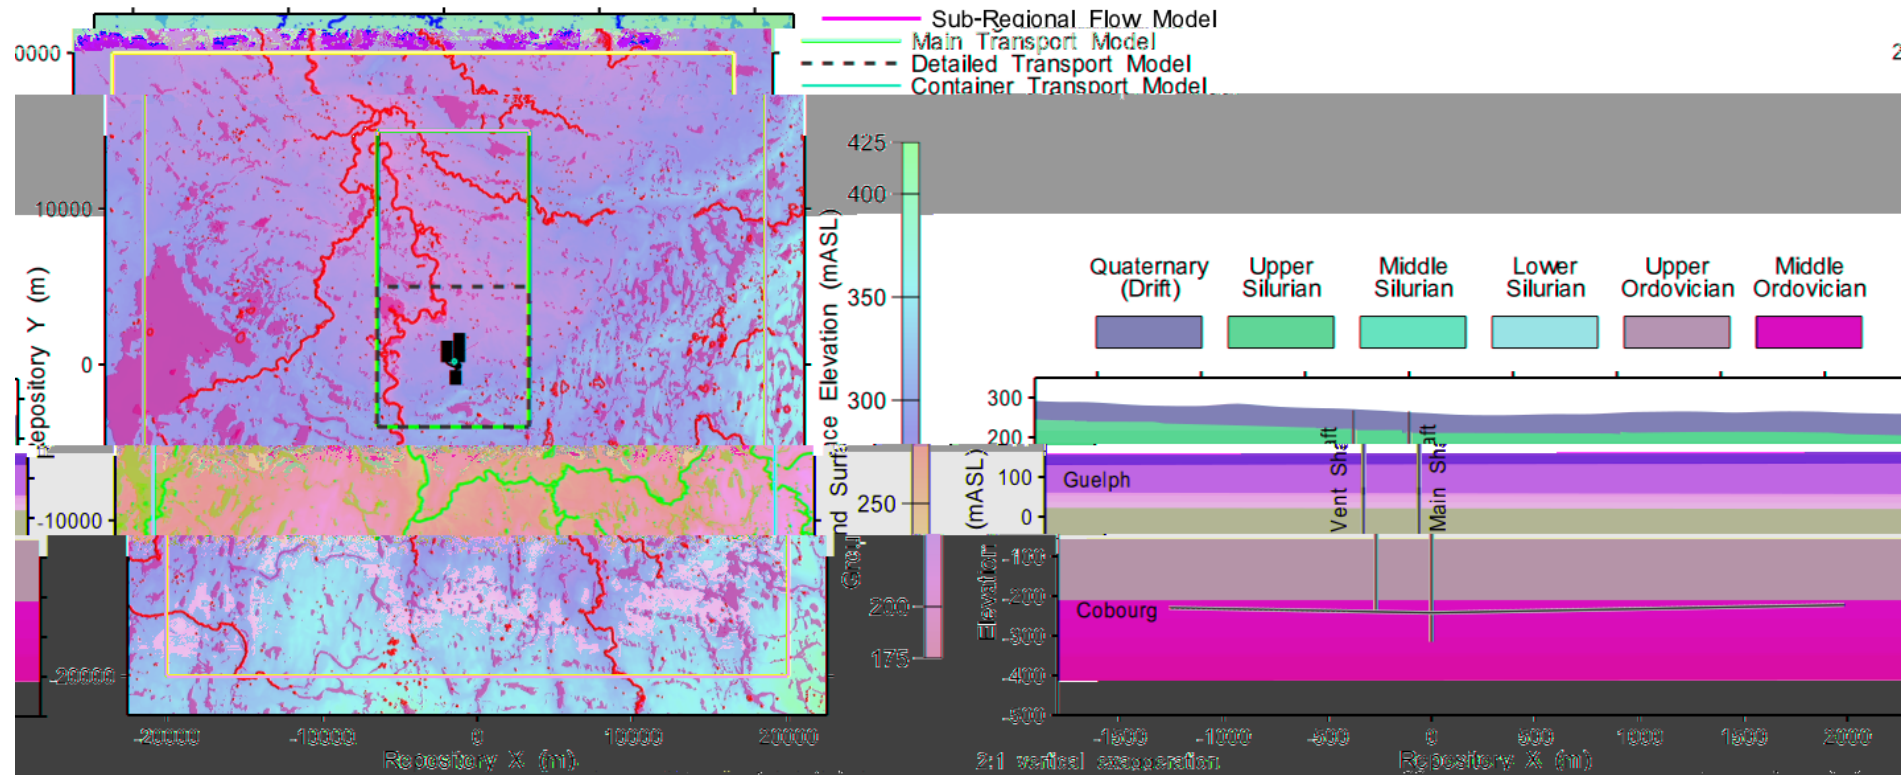 Sub-Regional Flow Model
Main Transport Model
Detailed Transport Model
Container Transport Model
0000
10000
0
-10000
-20000
Repository Y (m)
-20000 -10000 0 10000 20000
Repository X (m)
425
400
350
300
250
200
175
Elevation (mASL)
Quaternary (Drift)
Upper Silurian
Middle Silurian
Lower Silurian
Upper Ordovician
Middle Ordovician
300
200
100
0
-100
-200
-300
-400
-500
Elevation (mASL)
Guelph
Cobourg
Vent Shaft
Main Shaft
-1500 -1000 -500 0 500 1000 1500 2000
Repository X (m)
2:1 vertical exaggeration